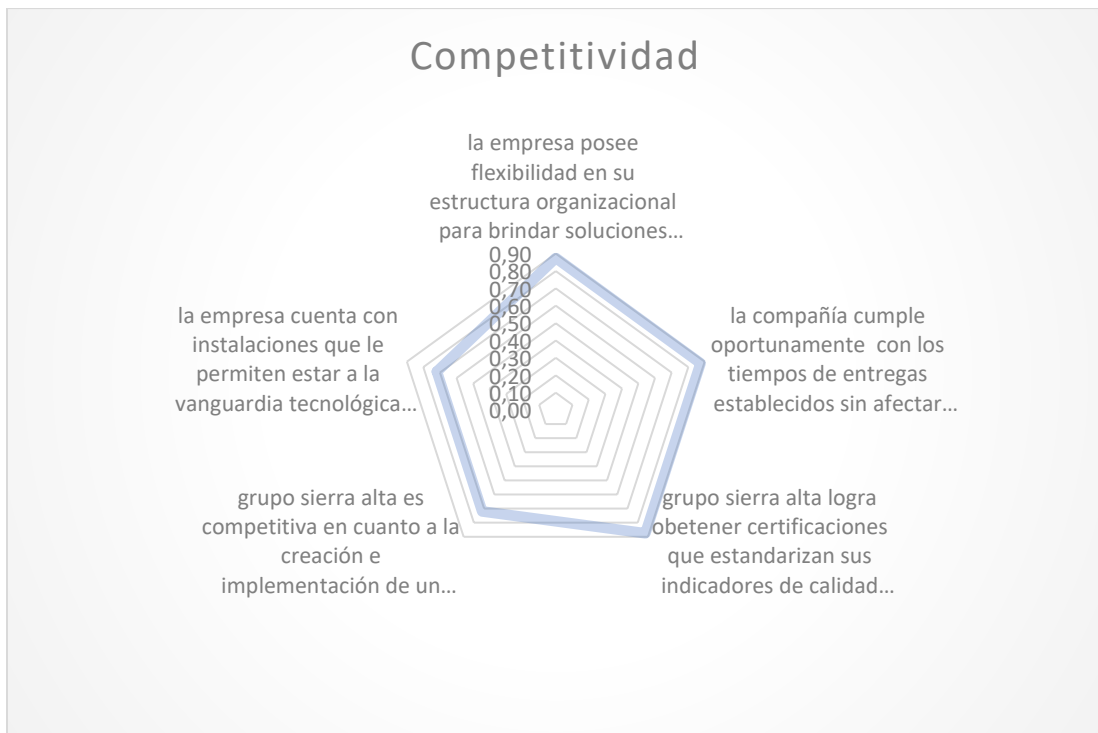 Competitividad
la empresa posee
flexibilidad en su
estructura organizacional
para brindar soluciones…
la compañía cumple
oportunamente  con los
tiempos de entregas
establecidos sin afectar…
grupo sierra alta logra
obetener certificaciones
que estandarizan sus
indicadores de calidad…
grupo sierra alta es
competitiva en cuanto a la
creación e
implementación de un…
la empresa cuenta con
instalaciones que le
permiten estar a la
vanguardia tecnológica…
0,90
0,80
0,70
0,60
0,50
0,40
0,30
0,20
0,10
0,00